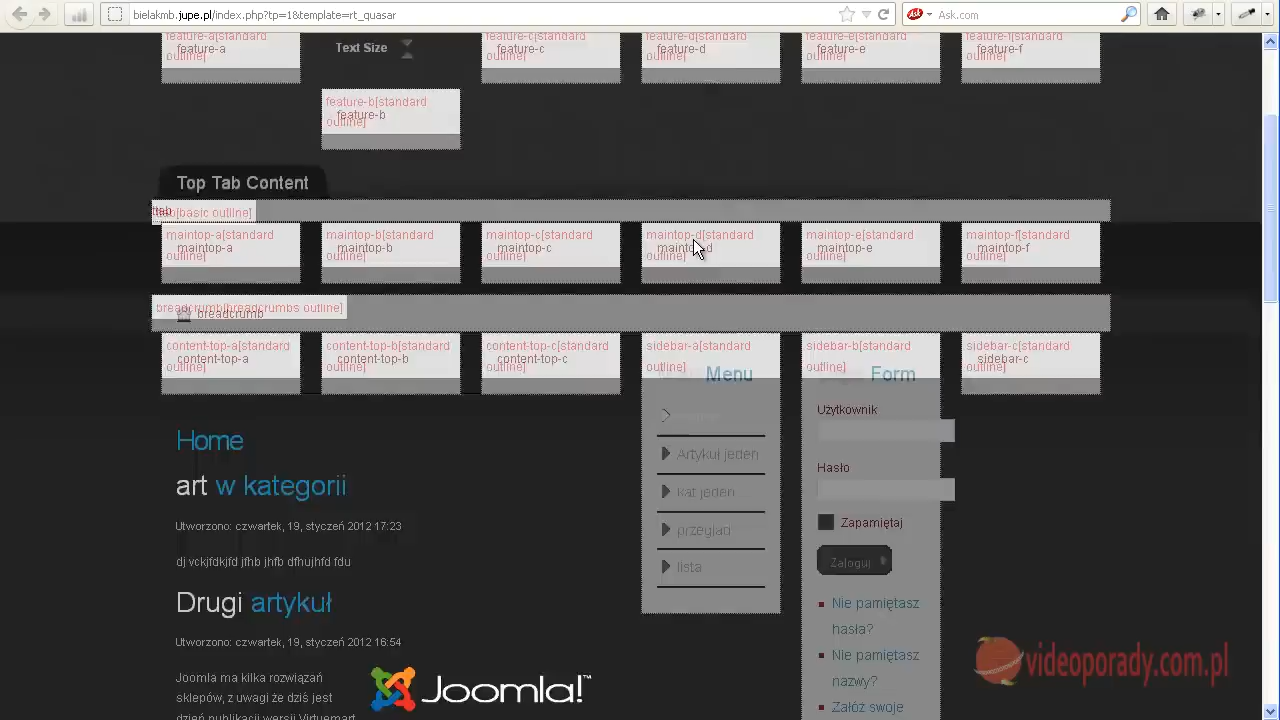 bielakmb.jupe.pl/index.php?tp=1&template=rt_quasar
Ask.com
feature-a[standard outline]
feature-a
Text Size
feature-c[standard outline]
feature-c
feature-d[standard outline]
feature-d
feature-e[standard outline]
feature-e
feature-f[standard outline]
feature-f
feature-b[standard
feature-b
outline]
Top Tab Content
tab[basic outline]
tab
maintop-a[standard
maintop-a
outline]
maintop-b[standard
maintop-b
outline]
maintop-c[standard
maintop-c
outline]
maintop-d[standard
maintop-d
outline]
maintop-e[standard
maintop-e
outline]
maintop-f[standard
maintop-f
outline]
breadcrumb[breadcrumbs outline]
breadcrumb
content-top-a[standard
content-top-a
outline]
content-top-b[standard
content-top-b
outline]
content-top-c[standard
content-top-c
outline]
sidebar-a[standard
outline]
Menu
Artykuł jeden
kat jeden
przegląd
lista
sidebar-b[standard
outline]
Form
Użytkownik
Hasło
Zapamiętaj
Zaloguj
Nie pamiętasz
hasła?
Nie pamiętasz
nazwy?
Załóż swoje
sidebar-c[standard
sidebar-c
outline]
Home
art w kategorii
Utworzono: czwartek, 19, styczeń 2012 17:23
dj vckjfdkjfd jfhb jhfb dfhujhfd fdu
Drugi artykuł
Utworzono: czwartek, 19, styczeń 2012 16:54
Joomla ma kilka rozwiązań
sklepów, z uwagi że dziś jest
dzień publikacji wersji Virtuemart
Joomla!™
videoporady.com.pl